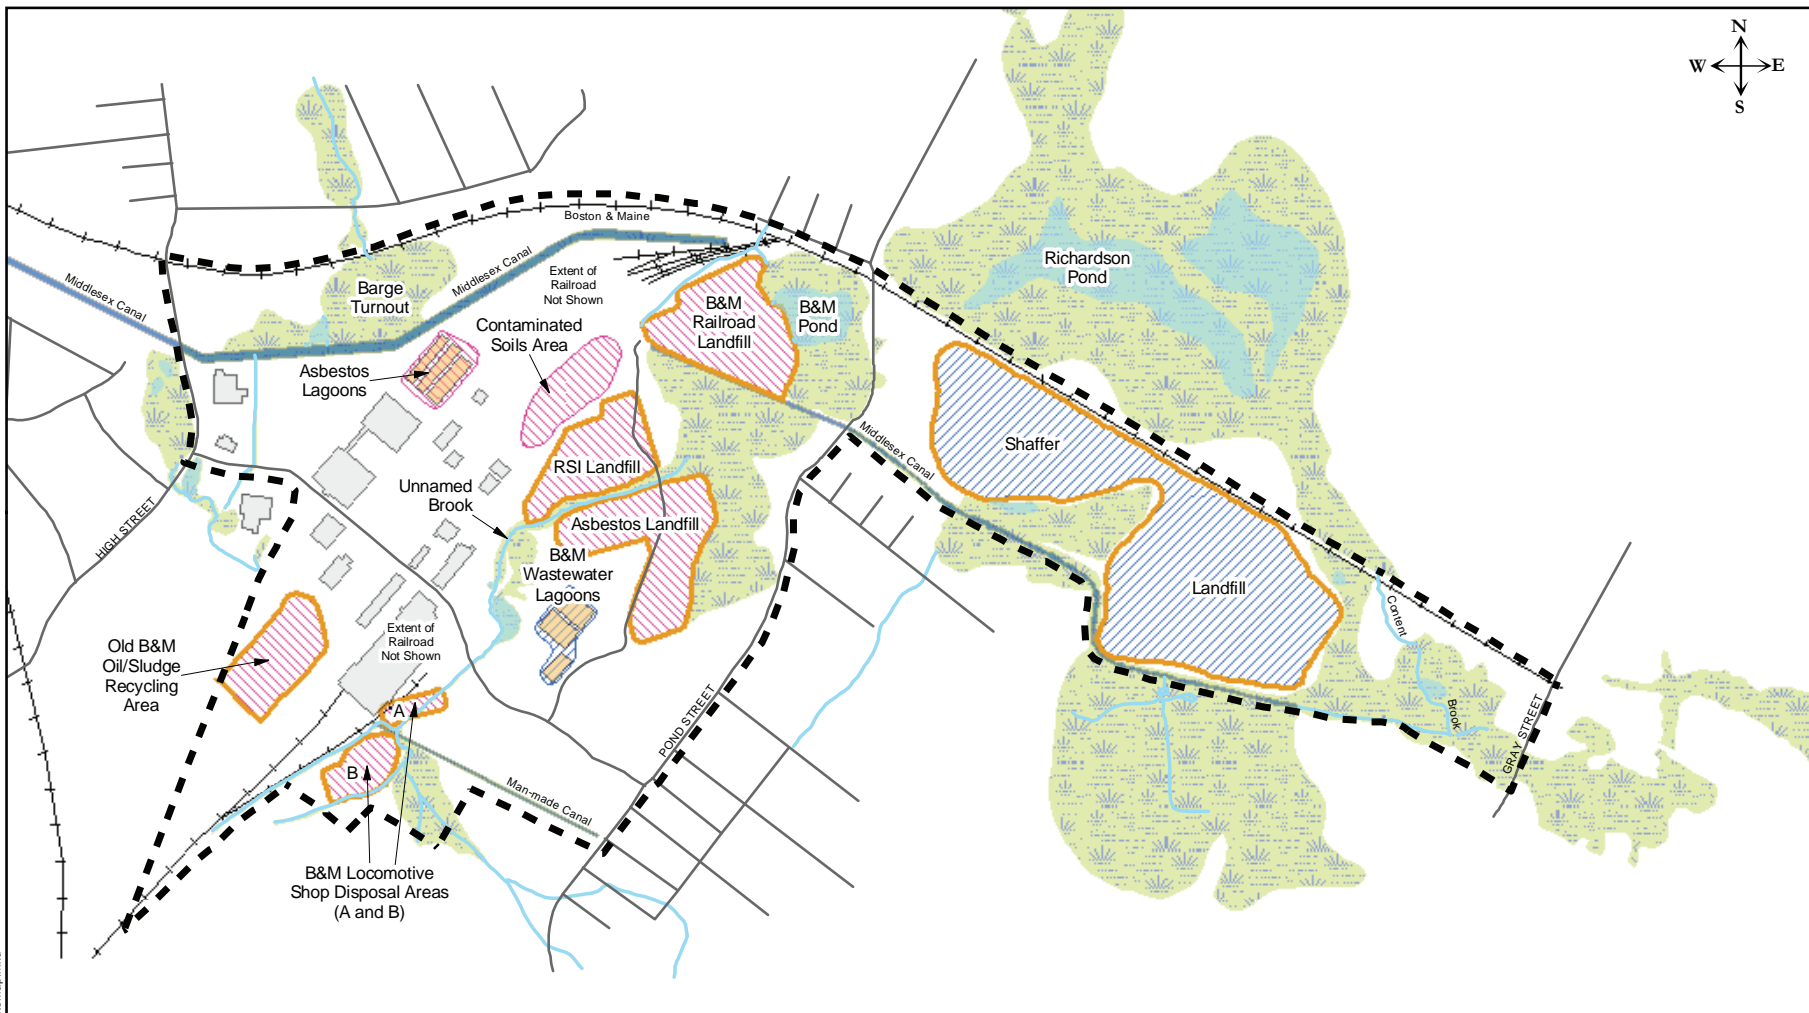 N
W E
S
Boston & Maine
Middlesex Canal
Middlesex Canal
Barge
Turnout
Extent of
Railroad
Not Shown
B&M
Railroad
Landfill
B&M
Pond
Richardson
Pond
Contaminated
Soils Area
Asbestos
Lagoons
Middlesex Canal
Shaffer
RSI Landfill
Unnamed
Brook
Asbestos Landfill
HIGH STREET
B&M
Wastewater
Lagoons
Landfill
Content
Extent of
Railroad
Not Shown
Old B&M
Oil/Sludge
Recycling
Area
A
POND STREET
Brook
GRAY STREET
B
Man-made Canal
B&M Locomotive
Shop Disposal Areas
(A and B)